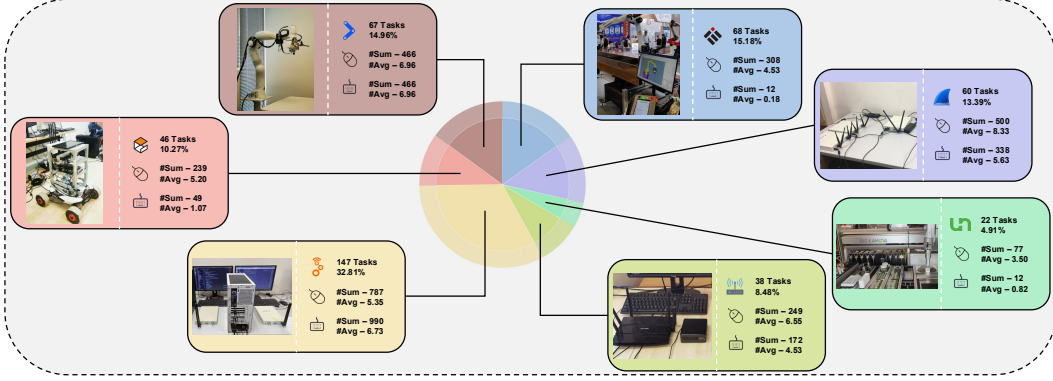 67 Tasks
14.96%
#Sum – 466
#Avg – 6.96
#Sum – 466
#Avg – 6.96
68 Tasks
15.18%
#Sum – 308
#Avg – 4.53
#Sum – 12
#Avg – 0.18
60 Tasks
13.39%
#Sum – 500
#Avg – 8.33
#Sum – 338
#Avg – 5.63
46 Tasks
10.27%
#Sum – 239
#Avg – 5.20
#Sum – 49
#Avg – 1.07
22 Tasks
4.91%
#Sum – 77
#Avg – 3.50
#Sum – 12
#Avg – 0.82
147 Tasks
32.81%
#Sum – 787
#Avg – 5.35
#Sum – 990
#Avg – 6.73
38 Tasks
8.48%
#Sum – 249
#Avg – 6.55
#Sum – 172
#Avg – 4.53